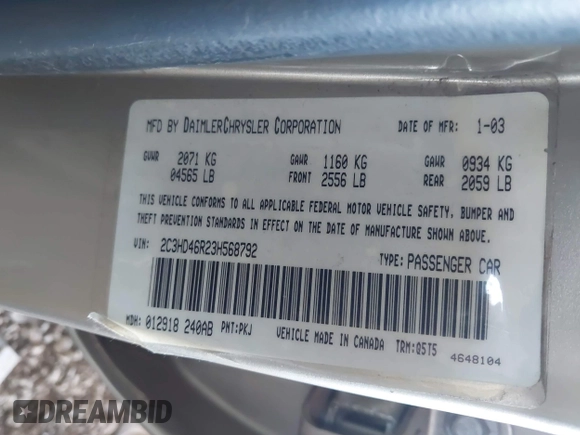 MFD BY DAIMLERCHRYSLER CORPORATION DATE OF MFR: 1-03
GVWR 2071 KG GAWR 1160 KG GAWR 0934 KG
04565 LB FRONT 2556 LB REAR 2059 LB
THIS VEHICLE CONFORMS TO ALL APPLICABLE FEDERAL MOTOR VEHICLE SAFETY, BUMPER AND
THEFT PREVENTION STANDARDS IN EFFECT ON THE DATE OF MANUFACTURE SHOWN ABOVE.
VIN: 2C3HD46R23H568792 TYPE: PASSENGER CAR
MDH: 012918 240AB PNT: PKJ VEHICLE MADE IN CANADA TRM: Q5T5
4648104
DREAMBID